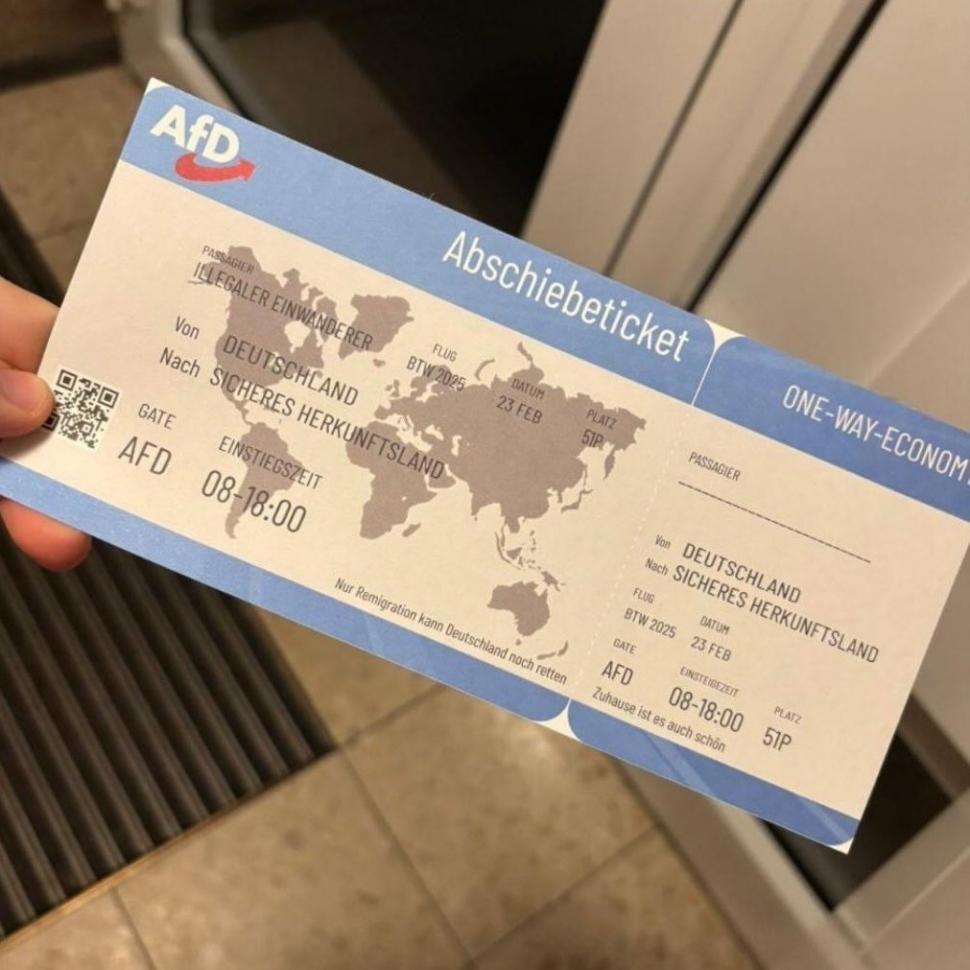 AfD
Abschiebeticket
PASSAGIER
ILLEGALER EINWANDERER
Von DEUTSCHLAND
Nach SICHERES HERKUNFTSLAND
FLUG
BTW 2025
DATUM
23 FEB
PLATZ
51P
GATE
AFD
EINSTIEGSZEIT
08-18:00
Nur Remigration kann Deutschland noch retten
ONE-WAY-ECONOMY
PASSAGIER
Von DEUTSCHLAND
Nach SICHERES HERKUNFTSLAND
FLUG
BTW 2025
DATUM
23 FEB
GATE
AFD
EINSTEIGEZEIT
08-18:00
PLATZ
51P
Zuhause ist es auch schön